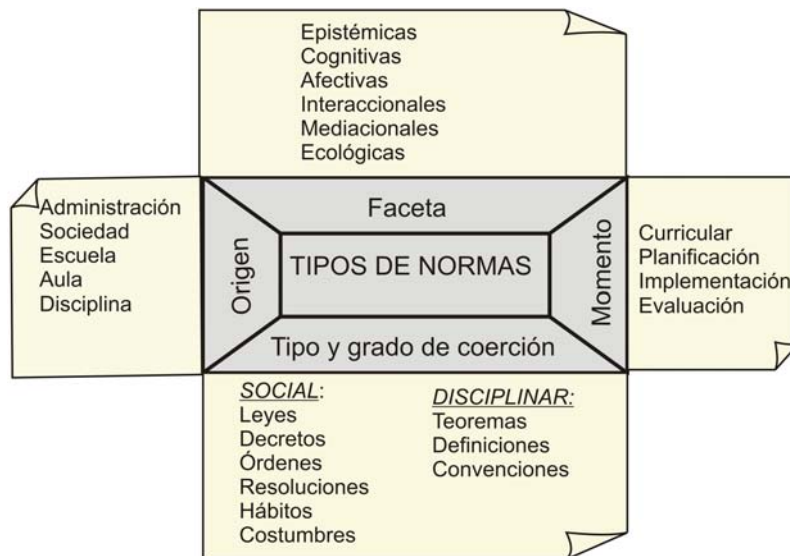 Epistémicas
Cognitivas
Afectivas
Interaccionales
Mediacionales
Ecológicas
Administración
Sociedad
Escuela
Aula
Disciplina
Origen
Faceta
TIPOS DE NORMAS
Momento
Curricular
Planificación
Implementación
Evaluación
Tipo y grado de coerción
SOCIAL:
Leyes
Decretos
Órdenes
Resoluciones
Hábitos
Costumbres
DISCIPLINAR:
Teoremas
Definiciones
Convenciones